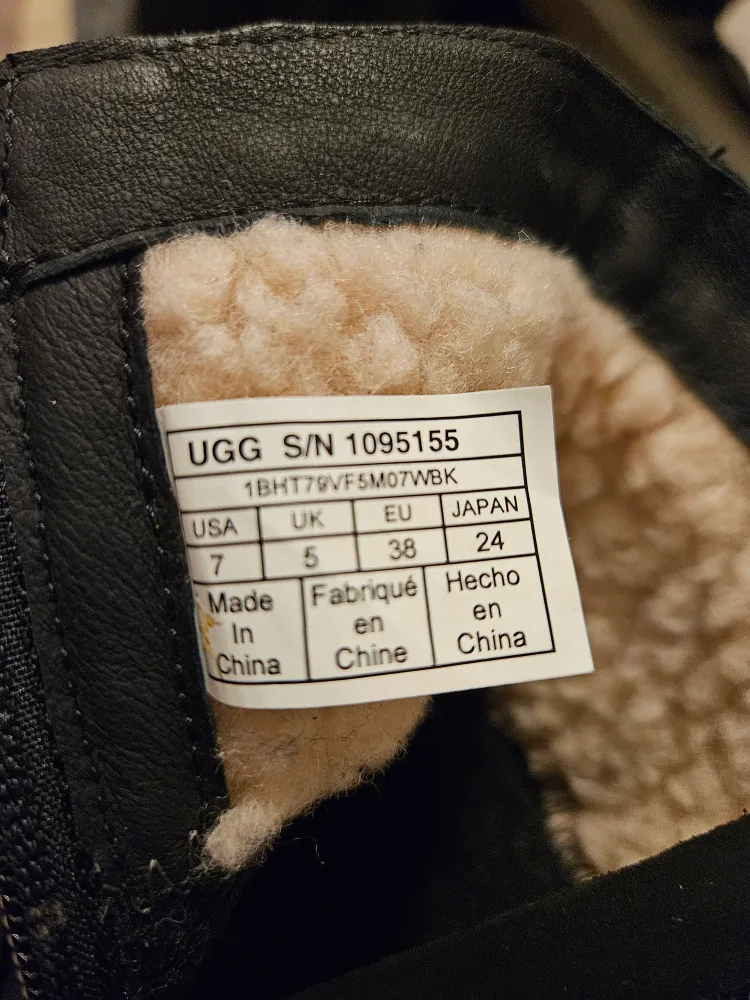 UGG S/N 1095155
1BHT79VF5M07WBK
USA UK EU JAPAN
7 5 38 24
Made In China
Fabriqué en Chine
Hecho en China